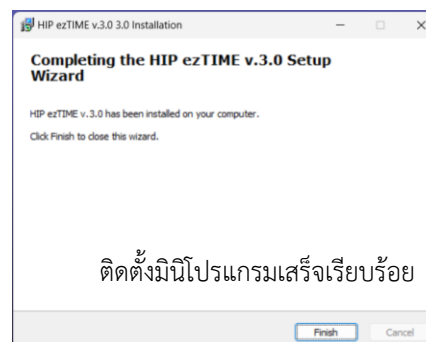 HIP ezTIME v.3.0 3.0 Installation
Completing the HIP ezTIME v.3.0 Setup
Wizard
HIP ezTIME v.3.0 has been installed on your computer.
Click Finish to close this wizard.
ติดตั้งมินิโปรแกรมเสร็จเรียบร้อย
Finish
Cancel